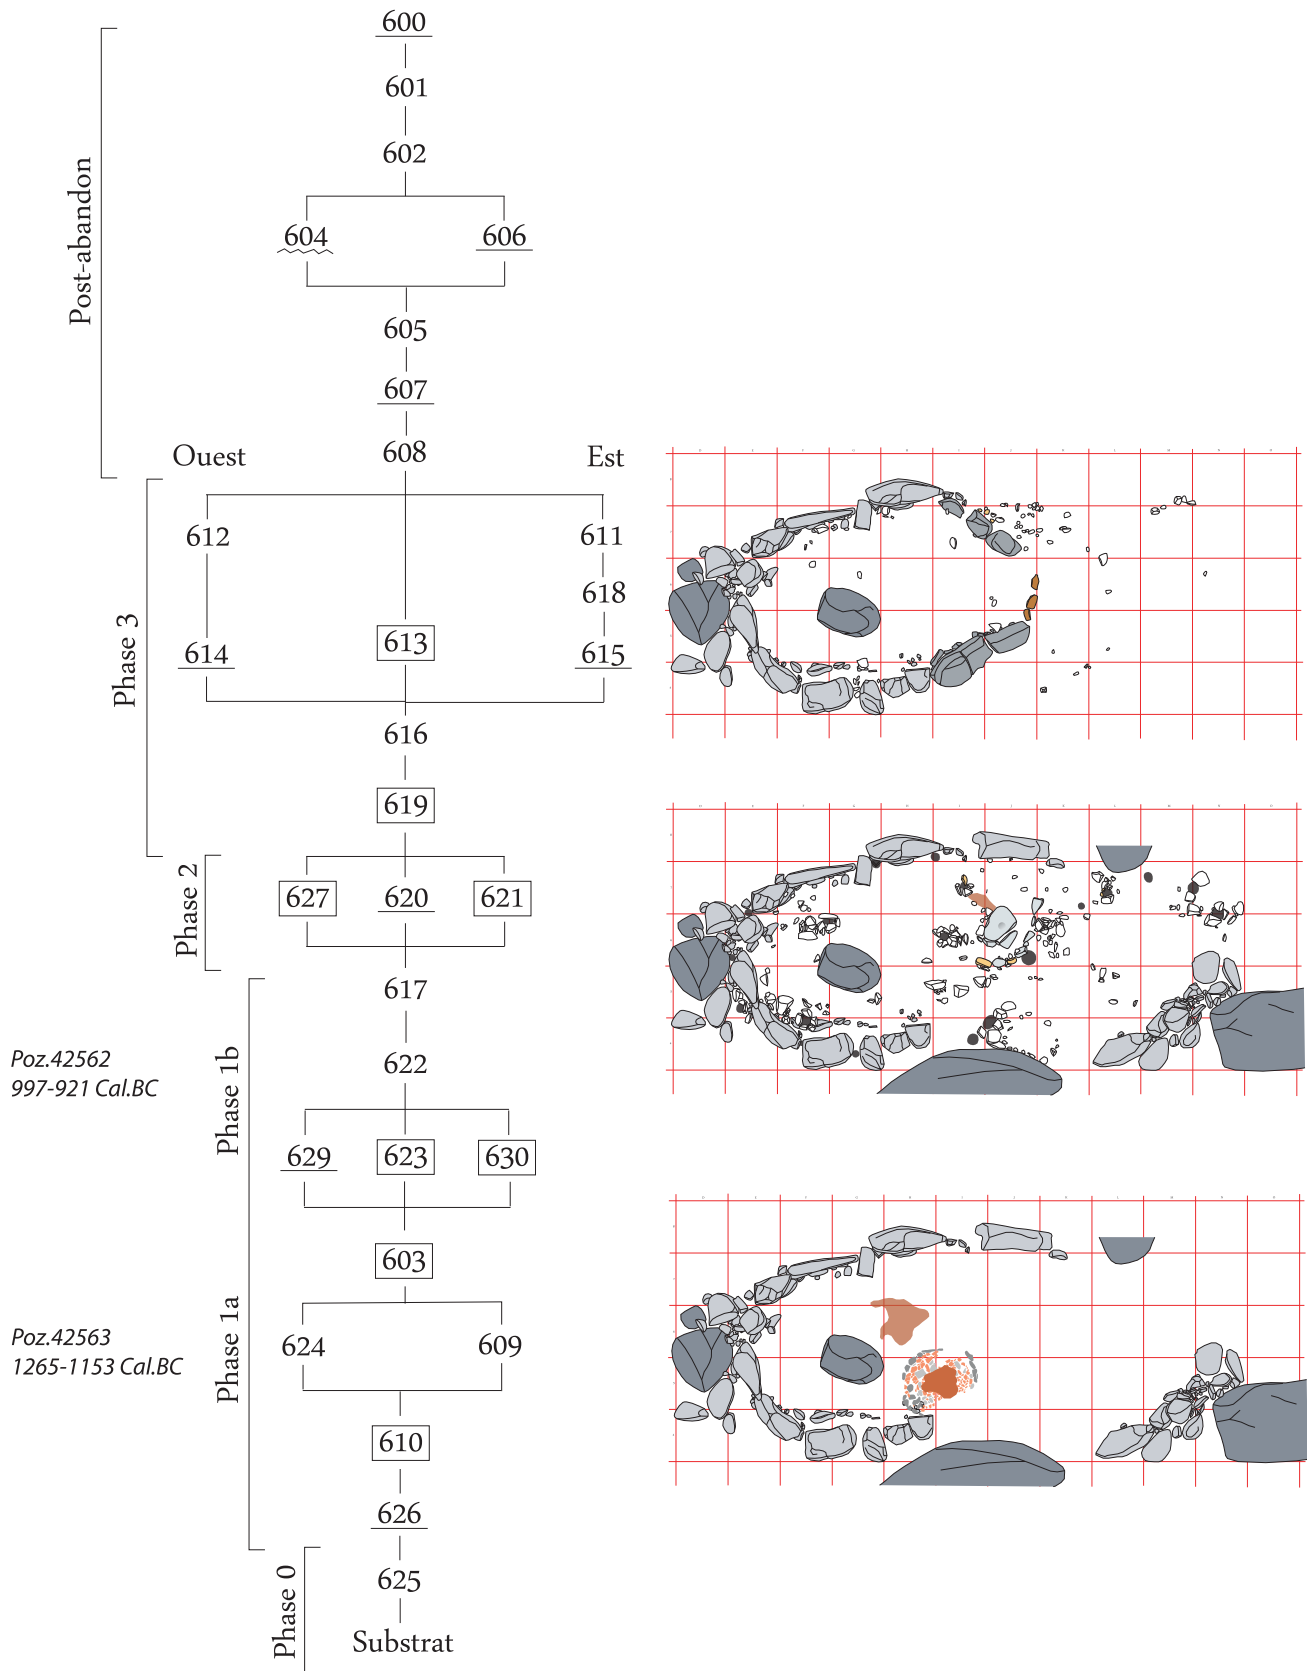 600
601
602
604 606
605
607
608
Post-abandon
Ouest Est
612 611
618
613
614 615
616
619
Phase 3
627 620 621
Phase 2
617
622
Poz.42562
997-921 Cal.BC
Phase 1b
629 623 630
603
624 609
Poz.42563
1265-1153 Cal.BC
Phase 1a
610
626
625
Phase 0
Substrat